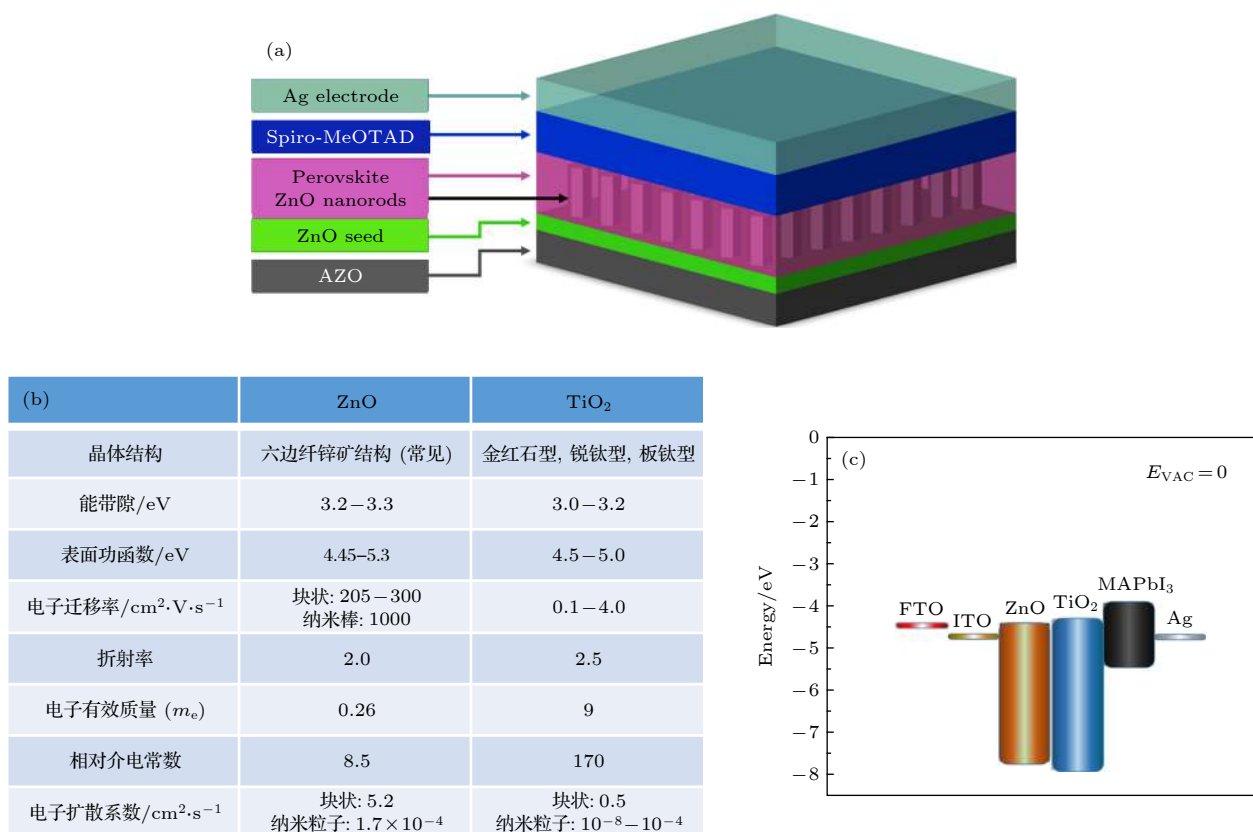 (a)
Ag electrode
Spiro-MeOTAD
Perovskite
ZnO nanorods
ZnO seed
AZO
(b)
ZnO
TiO₂
晶体结构
六边纤锌矿结构 (常见)
金红石型, 锐钛型, 板钛型
能带隙/eV
3.2−3.3
3.0−3.2
表面功函数/eV
4.45–5.3
4.5−5.0
电子迁移率/cm²·V·s⁻¹
块状: 205−300
纳米棒: 1000
0.1−4.0
折射率
2.0
2.5
电子有效质量 (mₑ)
0.26
9
相对介电常数
8.5
170
电子扩散系数/cm²·s⁻¹
块状: 5.2
纳米粒子: 1.7×10⁻⁴
块状: 0.5
纳米粒子: 10⁻⁸−10⁻⁴
(c)
E_VAC = 0
Energy/eV
0
−1
−2
−3
−4
−5
−6
−7
−8
FTO
ITO
ZnO
TiO₂
MAPbI₃
Ag